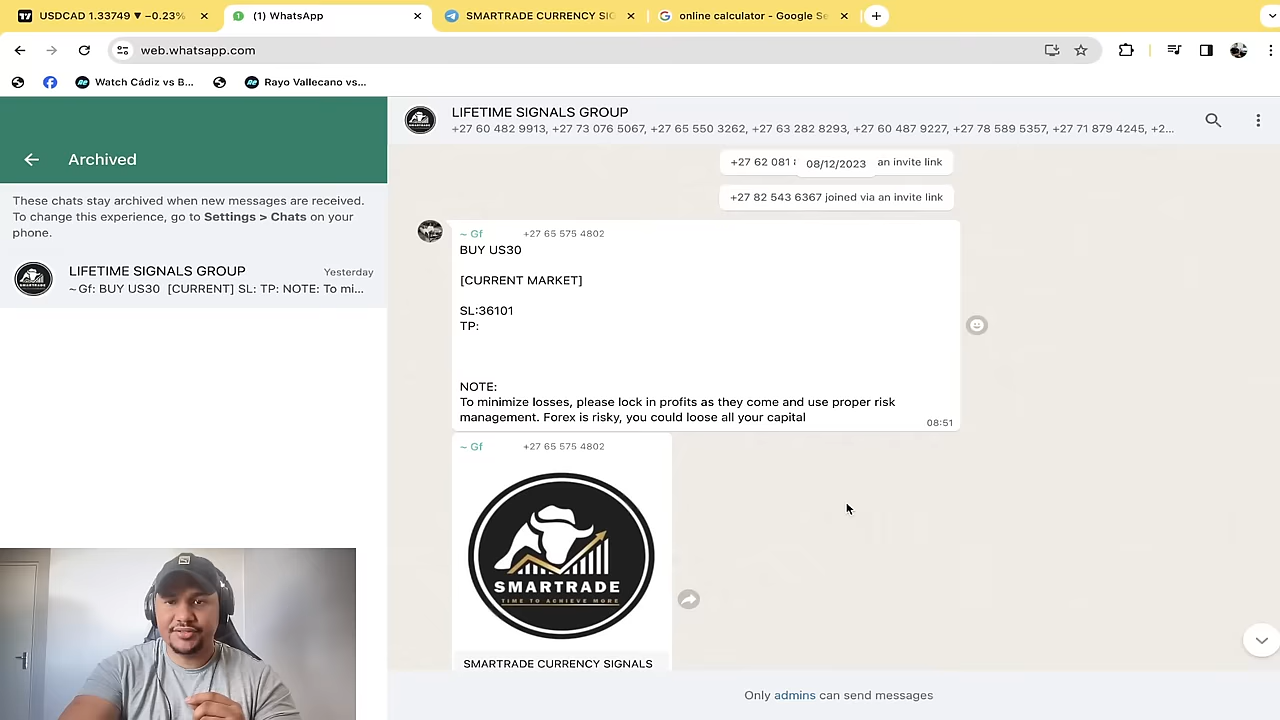 USDCAD 1.33749 ▼ −0.23%
(1) WhatsApp
SMARTRADE CURRENCY SIG
online calculator - Google Se
web.whatsapp.com
Watch Cádiz vs B...
Rayo Vallecano vs...
Archived
These chats stay archived when new messages are received.
To change this experience, go to Settings > Chats on your
phone.
LIFETIME SIGNALS GROUP
Yesterday
~ Gf: BUY US30 [CURRENT] SL: TP: NOTE: To mi...
LIFETIME SIGNALS GROUP
+27 60 482 9913, +27 73 076 5067, +27 65 550 3262, +27 63 282 8293, +27 60 487 9227, +27 78 589 5357, +27 71 879 4245, +2...
+27 62 081 an invite link
08/12/2023
+27 82 543 6367 joined via an invite link
~ Gf +27 65 575 4802
BUY US30
[CURRENT MARKET]
SL:36101
TP:
NOTE:
To minimize losses, please lock in profits as they come and use proper risk
management. Forex is risky, you could loose all your capital
08:51
~ Gf +27 65 575 4802
SMARTRADE
TIME TO ACHIEVE MORE
SMARTRADE CURRENCY SIGNALS
Only admins can send messages